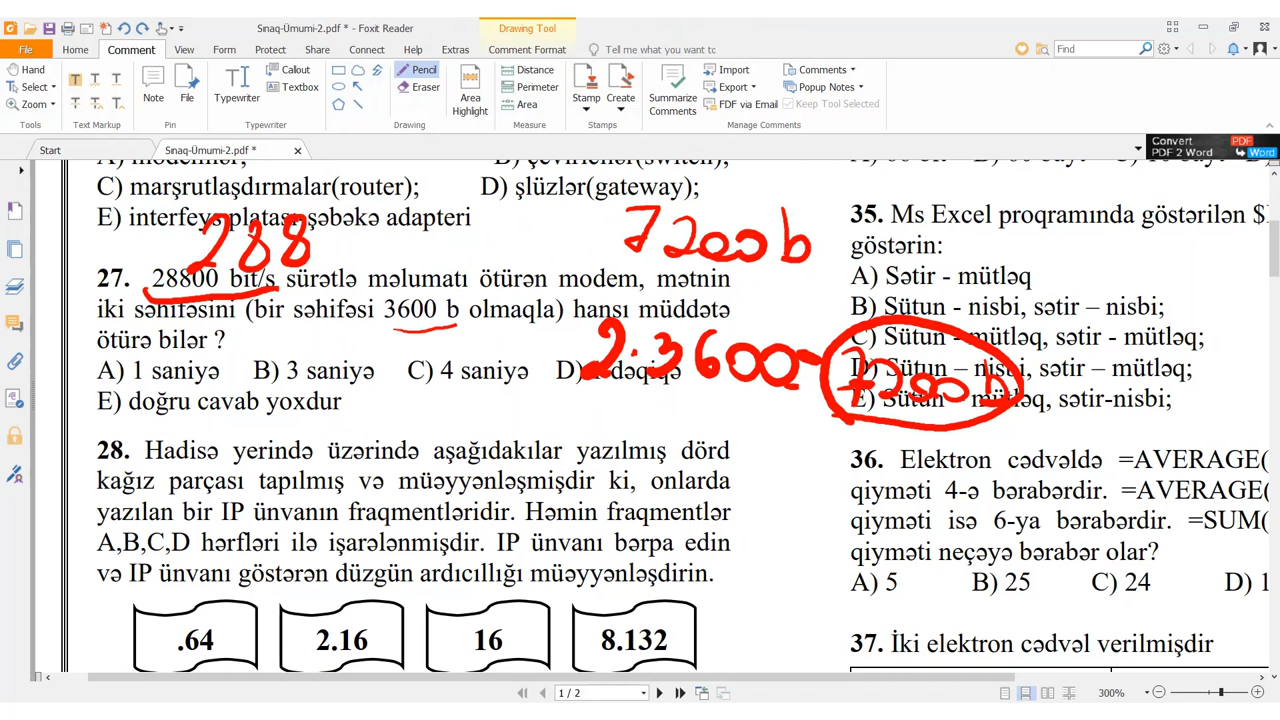 Sınaq-Ümumi-2.pdf * - Foxit Reader
Drawing Tool
File Home Comment View Form Protect Share Connect Help Extras Comment Format Tell me what you want to Find
Hand
Select
Zoom
Tools
Text Markup
Note
File
Pin
Typewriter
Callout
Textbox
Typewriter
Pencil
Eraser
Drawing
Area Highlight
Distance
Perimeter
Area
Measure
Stamp
Create
Stamps
Summarize Comments
Import
Export
FDF via Email
Comments
Popup Notes
Keep Tool Selected
Manage Comments
Start
Sınaq-Ümumi-2.pdf *
Convert PDF
PDF 2 Word Word
C) marşrutlaşdırmalar(router); D) şlüzlər(gateway);
E) interfeys platası-şəbəkə adapteri
288
7200b
27. 28800 bit/s sürətlə məlumatı ötürən modem, mətnin
iki səhifəsini (bir səhifəsi 3600 b olmaqla) hansı müddətə
ötürə bilər ?
2.3600=7200b
A) 1 saniyə B) 3 saniyə C) 4 saniyə D) dəqiqə
E) doğru cavab yoxdur
28. Hadisə yerində üzərində aşağıdakılar yazılmış dörd
kağız parçası tapılmış və müəyyənləşmişdir ki, onlarda
yazılan bir IP ünvanın fraqmentləridir. Həmin fraqmentlər
A,B,C,D hərfləri ilə işarələnmişdir. IP ünvanı bərpa edin
və IP ünvanı göstərən düzgün ardıcıllığı müəyyənləşdirin.
.64 2.16 16 8.132
35. Ms Excel proqramında göstərilən
göstərin:
A) Sətir - mütləq
B) Sütun - nisbi, sətir – nisbi;
C) Sütun - mütləq, sətir - mütləq;
D) Sütun – nisbi, sətir – mütləq;
E) Sütun – mütləq, sətir-nisbi;
36. Elektron cədvəldə =AVERAGE(
qiyməti 4-ə bərabərdir. =AVERAGE(
qiyməti isə 6-ya bərabərdir. =SUM(
qiyməti neçəyə bərabər olar?
A) 5 B) 25 C) 24 D) 1
37. İki elektron cədvəl verilmişdir
1 / 2
300%